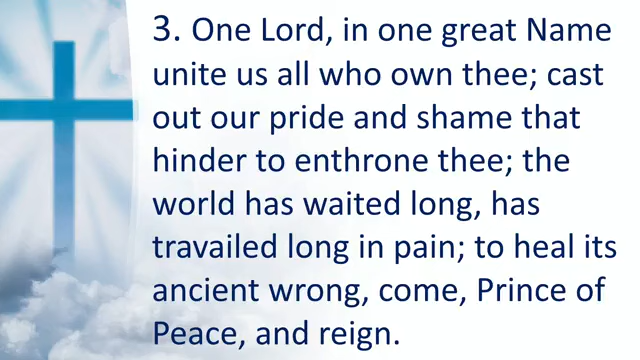 3. One Lord, in one great Name
unite us all who own thee; cast
out our pride and shame that
hinder to enthrone thee; the
world has waited long, has
travailed long in pain; to heal its
ancient wrong, come, Prince of
Peace, and reign.